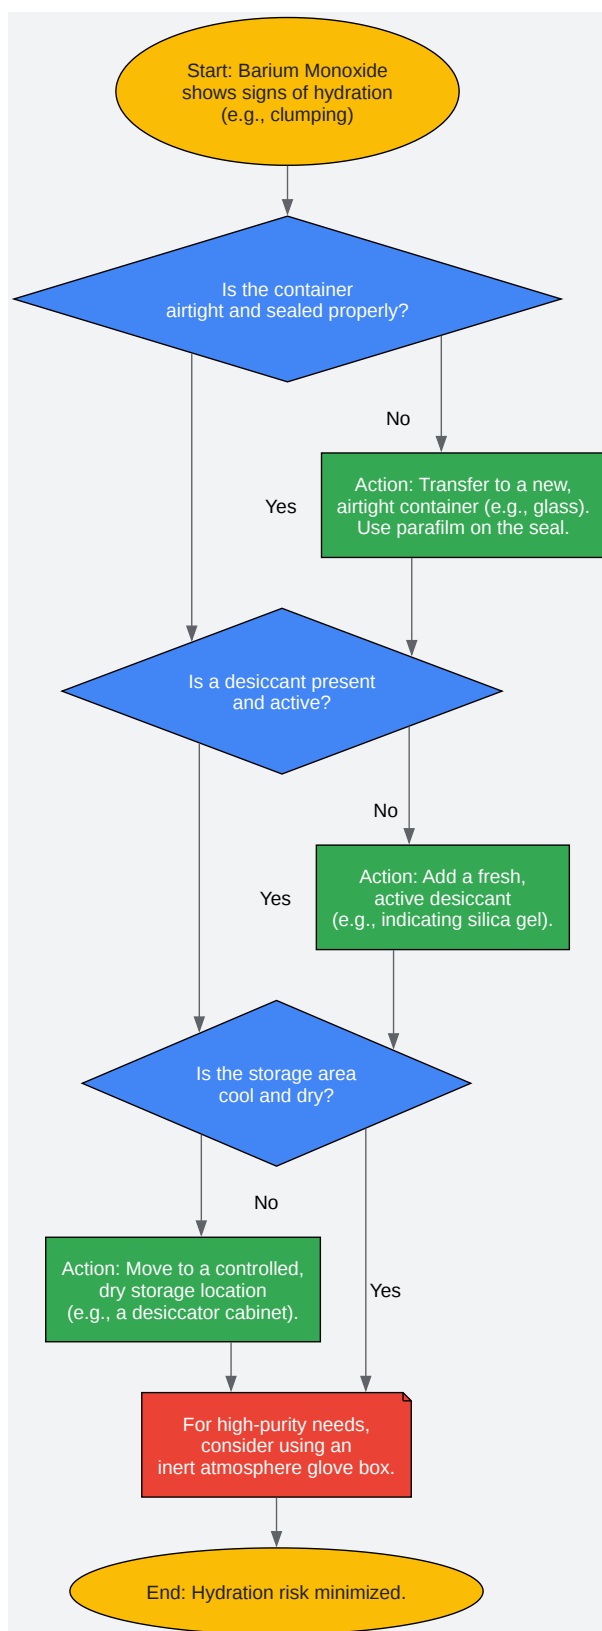 Start: Barium Monoxide
shows signs of hydration
(e.g., clumping)
Is the container
airtight and sealed properly?
No
Action: Transfer to a new,
airtight container (e.g., glass).
Use parafilm on the seal.
Yes
Is a desiccant present
and active?
No
Action: Add a fresh,
active desiccant
(e.g., indicating silica gel).
Yes
Is the storage area
cool and dry?
No
Action: Move to a controlled,
dry storage location
(e.g., a desiccator cabinet).
Yes
For high-purity needs,
consider using an
inert atmosphere glove box.
End: Hydration risk minimized.